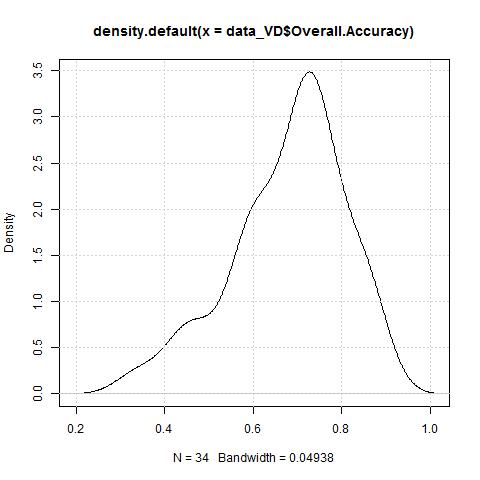 density.default(x = data_VD$Overall.Accuracy)
3.5
3.0
2.5
2.0
1.5
1.0
0.5
0.0
Density
0.2 0.4 0.6 0.8 1.0
N = 34 Bandwidth = 0.04938